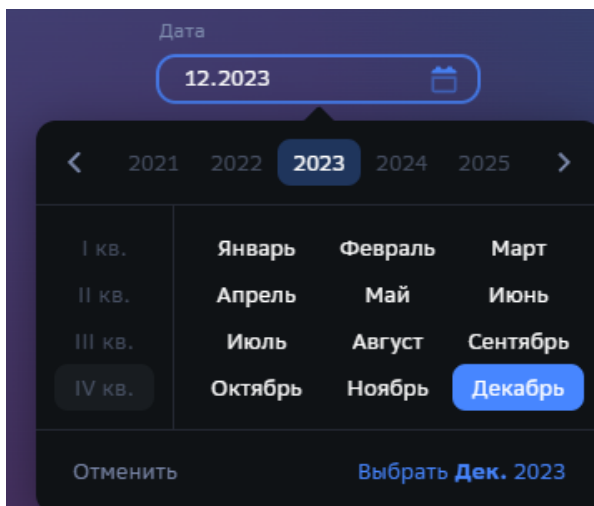 Дата
12.2023
2021 2022 2023 2024 2025
I кв. Январь Февраль Март
II кв. Апрель Май Июнь
III кв. Июль Август Сентябрь
IV кв. Октябрь Ноябрь Декабрь
Отменить Выбрать Дек. 2023